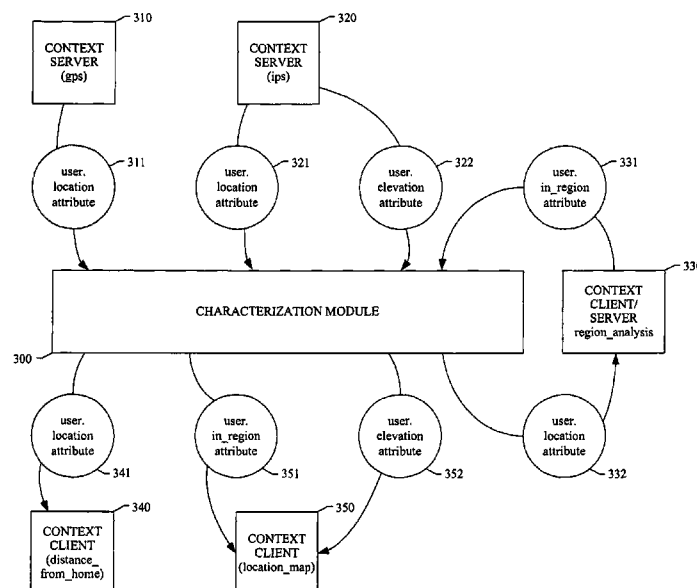 310
CONTEXT
SERVER
(gps)
320
CONTEXT
SERVER
(ips)
user.
location
attribute
311
user.
location
attribute
321
user.
elevation
attribute
322
user.
in_region
attribute
331
CHARACTERIZATION MODULE
300
CONTEXT
CLIENT/
SERVER
region_analysis
user.
location
attribute
341
user.
in_region
attribute
351
user.
elevation
attribute
352
user.
location
attribute
332
340
CONTEXT
CLIENT
(distance_
from_home)
350
CONTEXT
CLIENT
(location_map)